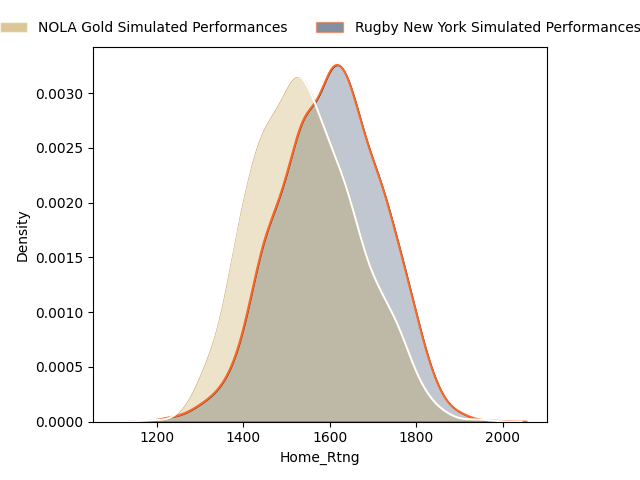 NOLA Gold Simulated Performances Rugby New York Simulated Performances
0.0030
0.0025
0.0020
0.0015
0.0010
0.0005
0.0000
Density
1200 1400 1600 1800 2000
Home_Rtng